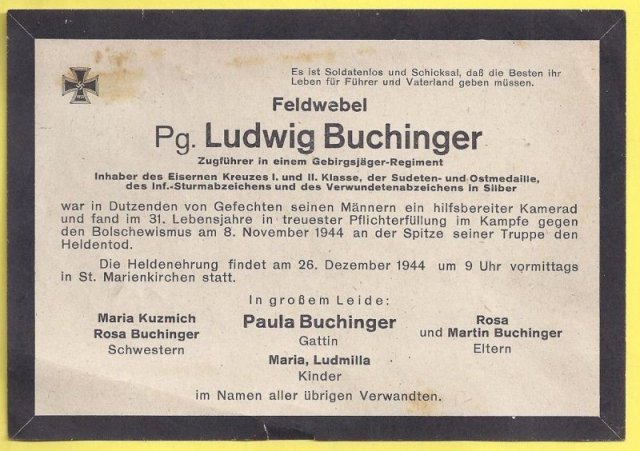 Es ist Soldatenlos und Schicksal, daß die Besten ihr
Leben für Führer und Vaterland geben müssen.
Feldwebel
Pg. Ludwig Buchinger
Zugführer in einem Gebirgsjäger-Regiment
Inhaber des Eisernen Kreuzes I. und II. Klasse, der Sudeten- und Ostmedaille,
des Inf.-Sturmabzeichens und des Verwundetenabzeichens in Silber
war in Dutzenden von Gefechten seinen Männern ein hilfsbereiter Kamerad
und fand im 31. Lebensjahre in treuester Pflichterfüllung im Kampfe gegen
den Bolschewismus am 8. November 1944 an der Spitze seiner Truppe den
Heldentod.
Die Heldenehrung findet am 26. Dezember 1944 um 9 Uhr vormittags
in St. Marienkirchen statt.
In großem Leide:
Maria Kuzmich
Rosa Buchinger
Schwestern
Paula Buchinger
Gattin
Maria, Ludmilla
Kinder
Rosa
und Martin Buchinger
Eltern
im Namen aller übrigen Verwandten.